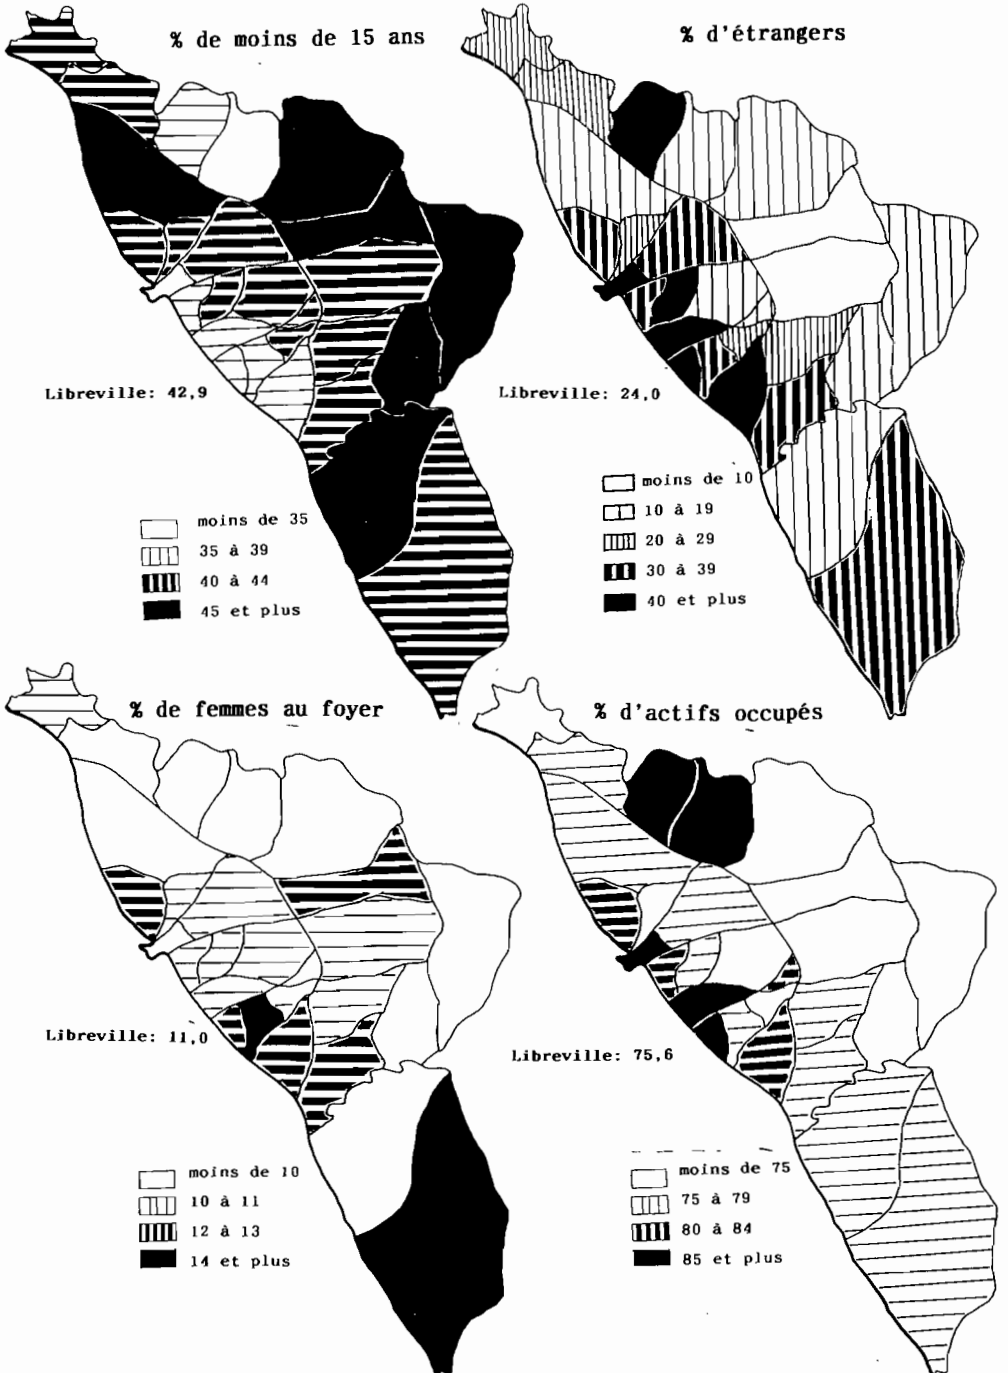 % de moins de 15 ans
% d'étrangers
Libreville: 42,9
Libreville: 24,0
moins de 35
35 à 39
40 à 44
45 et plus
moins de 10
10 à 19
20 à 29
30 à 39
40 et plus
% de femmes au foyer
% d'actifs occupés
Libreville: 11,0
Libreville: 75,6
moins de 10
10 à 11
12 à 13
14 et plus
moins de 75
75 à 79
80 à 84
85 et plus